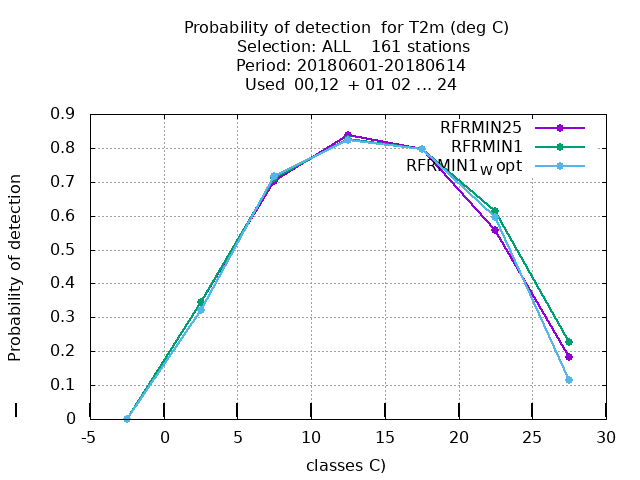 Probability of detection for T2m (deg C)
Selection: ALL 161 stations
Period: 20180601-20180614
Used 00,12 + 01 02 ... 24
0.9
0.8
0.7
0.6
0.5
0.4
0.3
0.2
0.1
0
Probability of detection
RFRMIN25
RFRMIN1
RFRMIN1w opt
-5
0
5
10
15
20
25
30
classes C)